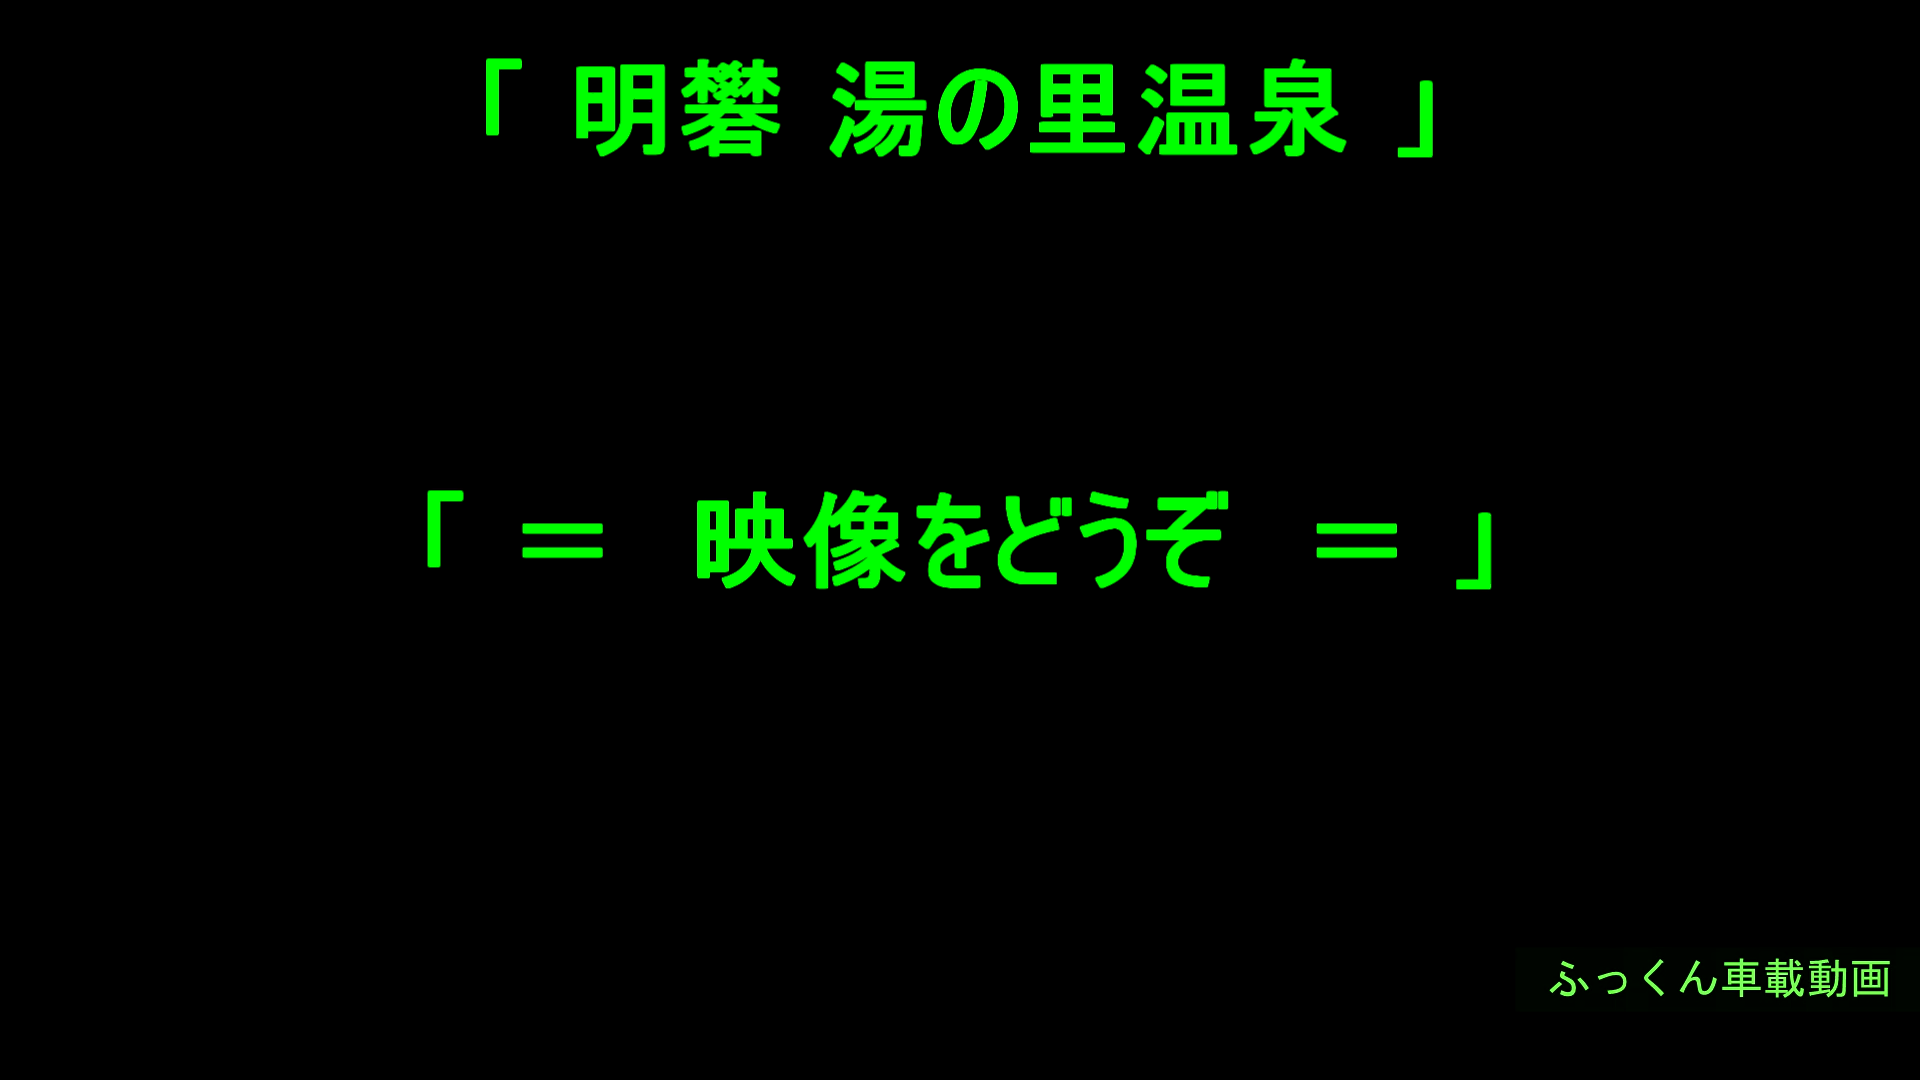 「 明礬 湯の里温泉 」
「 ＝ 映像をどうぞ ＝ 」
ふっくん車載動画